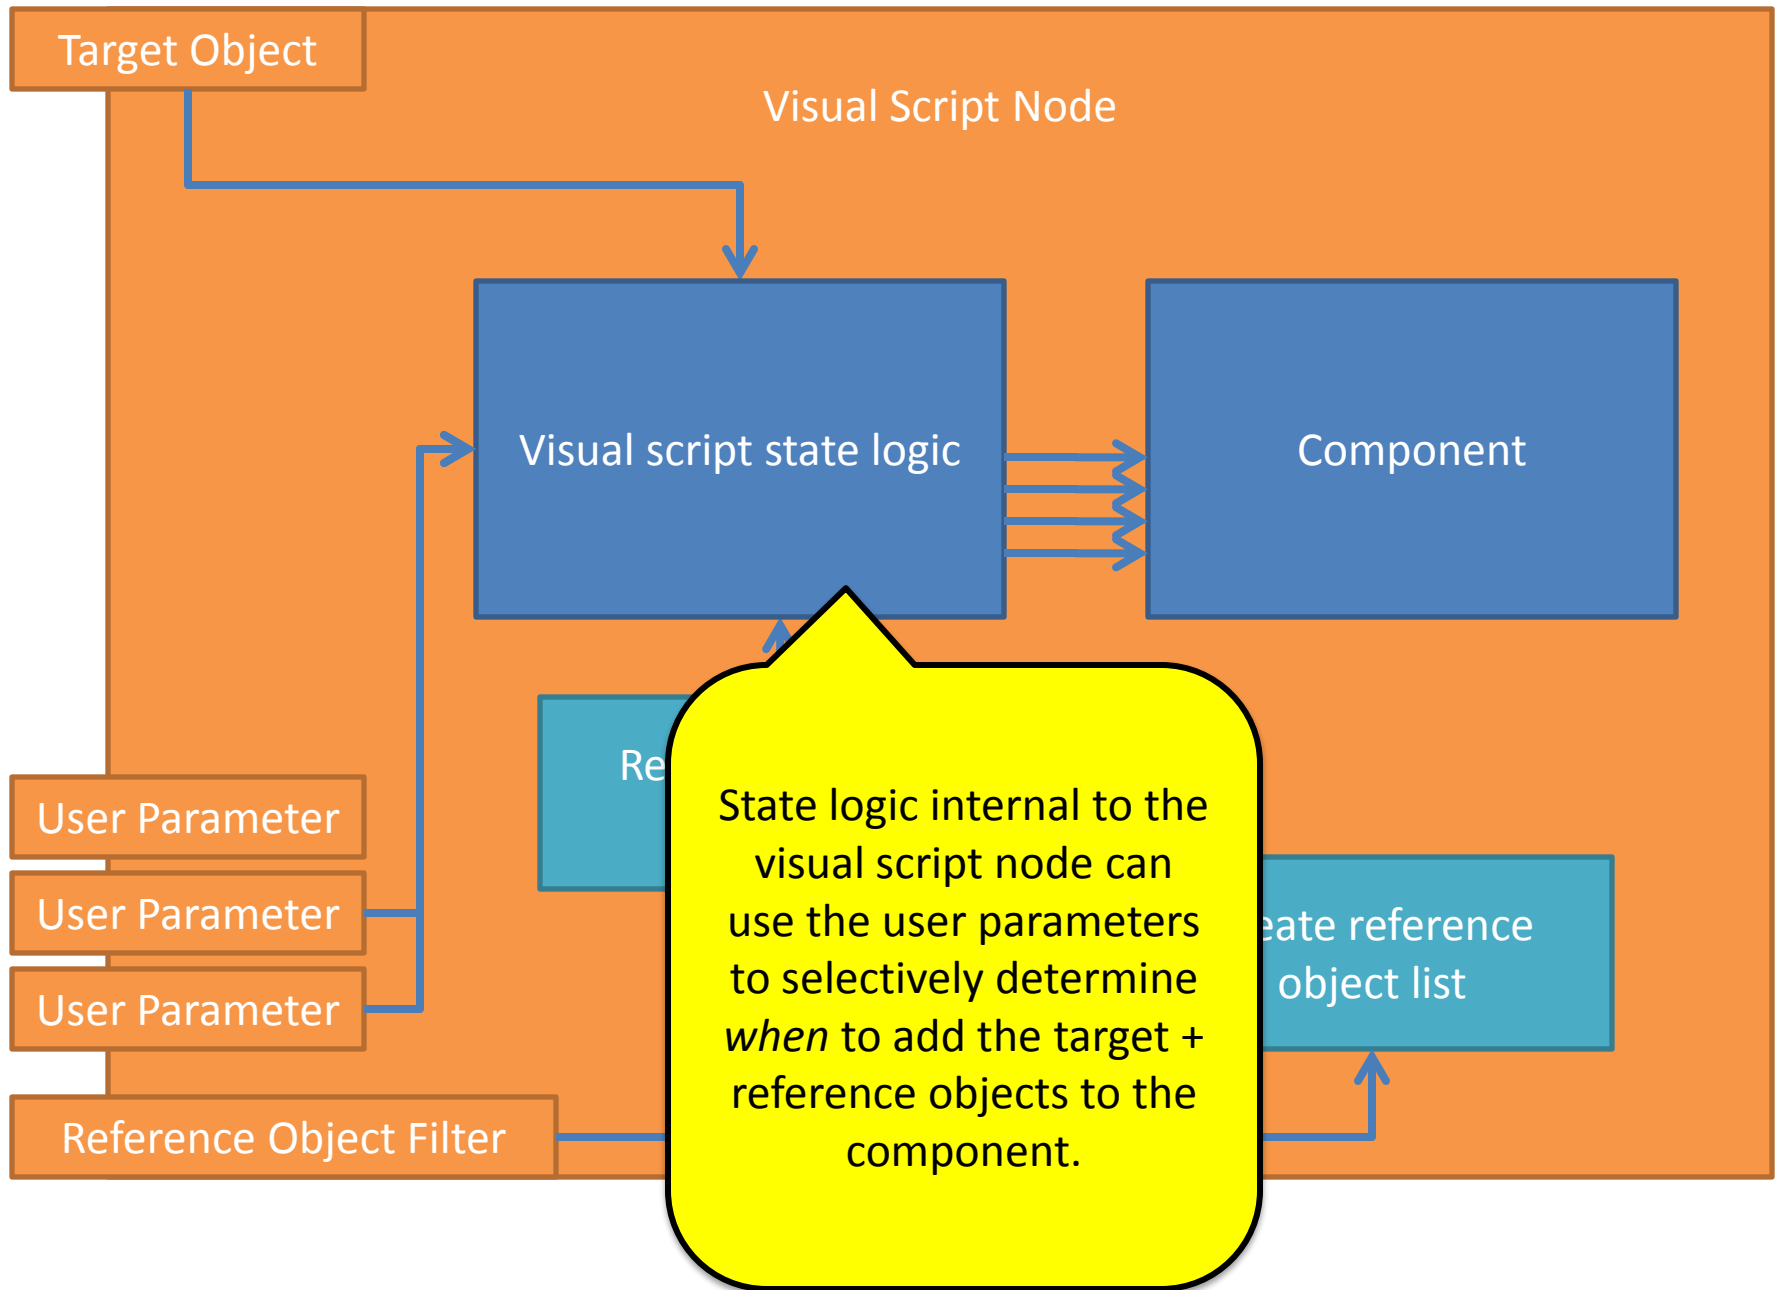 Target Object
Visual Script Node
Visual script state logic
Component
User Parameter
User Parameter
User Parameter
Reference Object Filter
State logic internal to the
visual script node can
use the user parameters
to selectively determine
when to add the target +
reference objects to the
component.
reference
object list